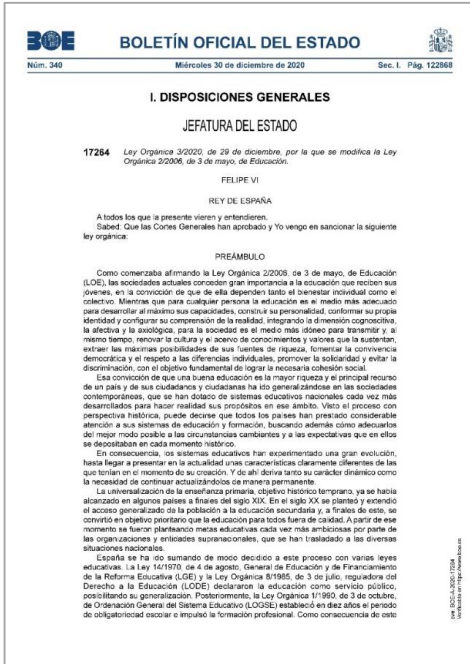 BOE
BOLETÍN OFICIAL DEL ESTADO
Núm. 340
Miércoles 30 de diciembre de 2020
Sec. I. Pág. 122868
I. DISPOSICIONES GENERALES
JEFATURA DEL ESTADO
17264
Ley Orgánica 3/2020, de 29 de diciembre, por la que se modifica la Ley
Orgánica 2/2006, de 3 de mayo, de Educación.
FELIPE VI
REY DE ESPAÑA
A todos los que la presente vieren y entendieren.
Sabed: Que las Cortes Generales han aprobado y Yo vengo en sancionar la siguiente
ley orgánica:
PREÁMBULO
Como comenzaba afirmando la Ley Orgánica 2/2006, de 3 de mayo, de Educación
(LOE), las sociedades actuales conceden gran importancia a la educación que reciben sus
jóvenes, en la convicción de que de ella dependen tanto el bienestar individual como el
colectivo. Mientras que para cualquier persona la educación es el medio más adecuado
para desarrollar al máximo sus capacidades, construir su personalidad, conformar su propia
identidad y configurar su comprensión de la realidad, integrando la dimensión cognoscitiva,
la afectiva y la axiológica, para la sociedad es el medio más idóneo para transmitir y, al
mismo tiempo, renovar la cultura y el acervo de conocimientos y valores que la sustentan,
extraer las máximas posibilidades de sus fuentes de riqueza, fomentar la convivencia
democrática y el respeto a las diferencias individuales, promover la solidaridad y evitar la
discriminación, con el objetivo fundamental de lograr la necesaria cohesión social.
Esa convicción de que una buena educación es la mayor riqueza y el principal recurso
de un país y de sus ciudadanos y ciudadanas ha ido generalizándose en las sociedades
contemporáneas, que se han dotado de sistemas educativos nacionales cada vez más
desarrollados para hacer realidad sus propósitos en ese ámbito. Visto el proceso con
perspectiva histórica, puede decirse que todos los países han prestado considerable
atención a sus sistemas de educación y formación, buscando además cómo adecuarlos
del mejor modo posible a las circunstancias cambiantes y a las expectativas que en ellos
se depositaban en cada momento histórico.
En consecuencia, los sistemas educativos han experimentado una gran evolución,
hasta llegar a presentar en la actualidad unas características claramente diferentes de las
que tenían en el momento de su creación. Y de ahí deriva tanto su carácter dinámico como
la necesidad de continuar actualizándolos de manera permanente.
La universalización de la enseñanza primaria, objetivo histórico temprano, ya se había
alcanzado en algunos países a finales del siglo XIX. En el siglo XX se planteó y extendió
el acceso generalizado de la población a la educación secundaria y, a finales de este, se
convirtió en objetivo prioritario que la educación para todos fuera de calidad. A partir de ese
momento se fueron planteando metas educativas cada vez más ambiciosas por parte de
las organizaciones y entidades supranacionales, que se han trasladado a las diversas
situaciones nacionales.
España se ha ido sumando de modo decidido a este proceso con varias leyes
educativas. La Ley 14/1970, de 4 de agosto, General de Educación y de Financiamiento
de la Reforma Educativa (LGE) y la Ley Orgánica 8/1985, de 3 de julio, reguladora del
Derecho a la Educación (LODE) declararon la educación como servicio público,
posibilitando su generalización. Posteriormente, la Ley Orgánica 1/1990, de 3 de octubre,
de Ordenación General del Sistema Educativo (LOGSE) estableció en diez años el periodo
de obligatoriedad escolar e impulsó la formación profesional. Como consecuencia de este
cve: BOE-A-2020-17264
Verificable en https://www.boe.es